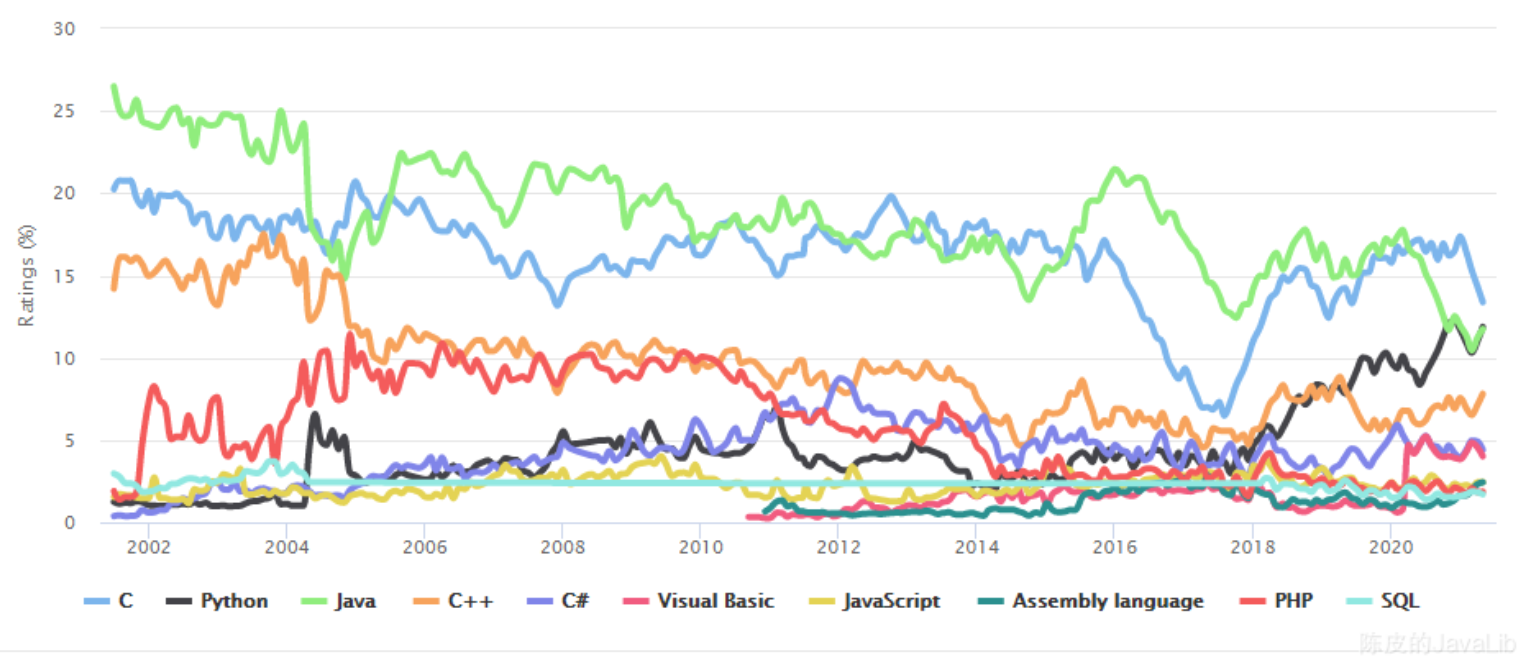 30
25
20
15
10
5
0
Ratings (%)
2002 2004 2006 2008 2010 2012 2014 2016 2018 2020
C Python Java C++ C# Visual Basic JavaScript Assembly language PHP SQL
陈皮的JavaLib